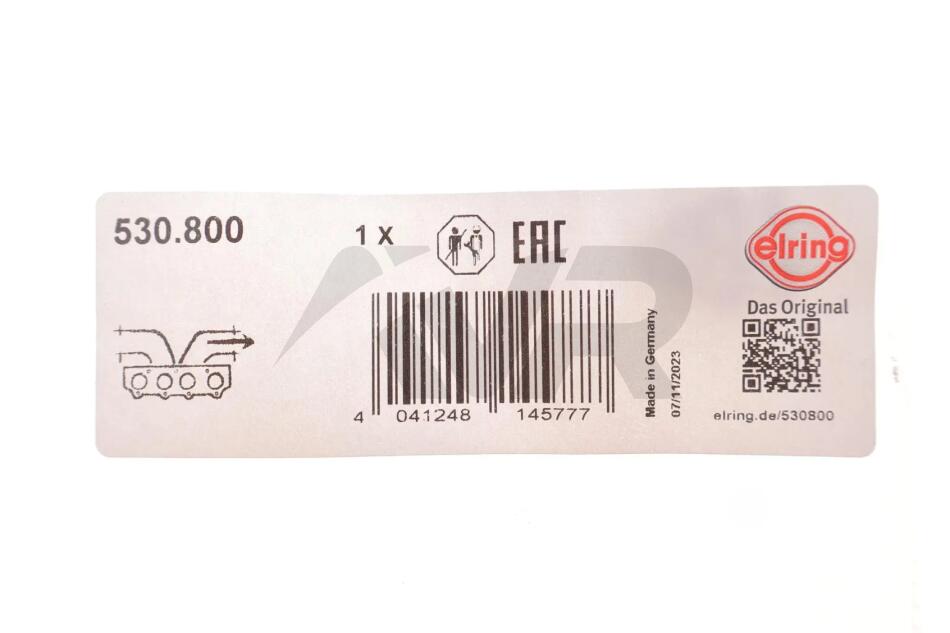 530.800
1 X
EAC
elring
Das Original
4 041248 145777
Made in Germany
07/11/2023
elring.de/530800